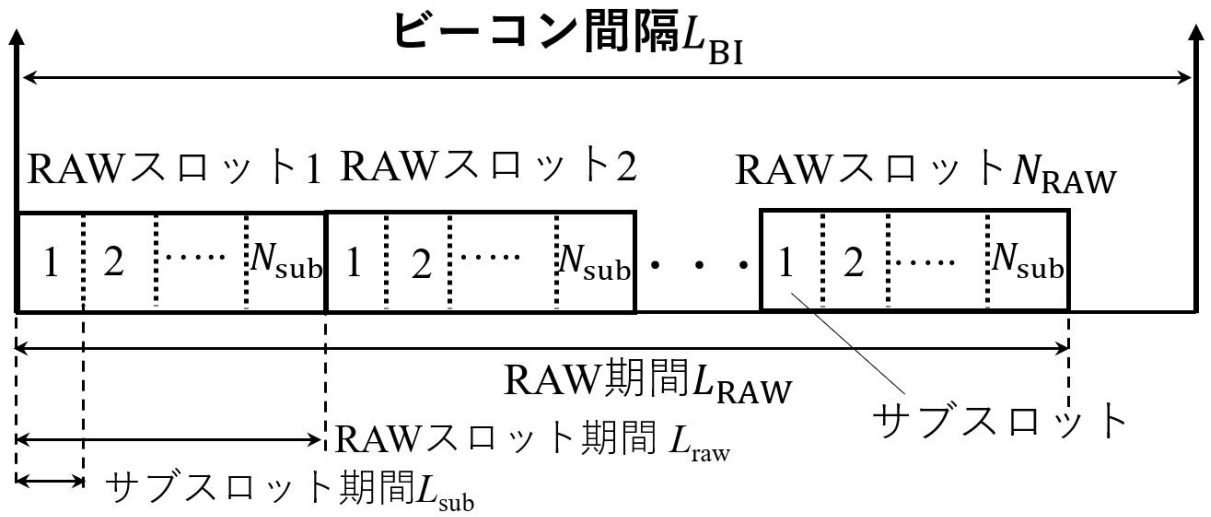 ビーコン間隔L_BI
RAWスロット1 RAWスロット2 RAWスロットN_RAW
1 2 ····· N_sub 1 2 ····· N_sub · · · 1 2 ····· N_sub
RAW期間L_RAW
サブスロット
RAWスロット期間 L_raw
サブスロット期間L_sub